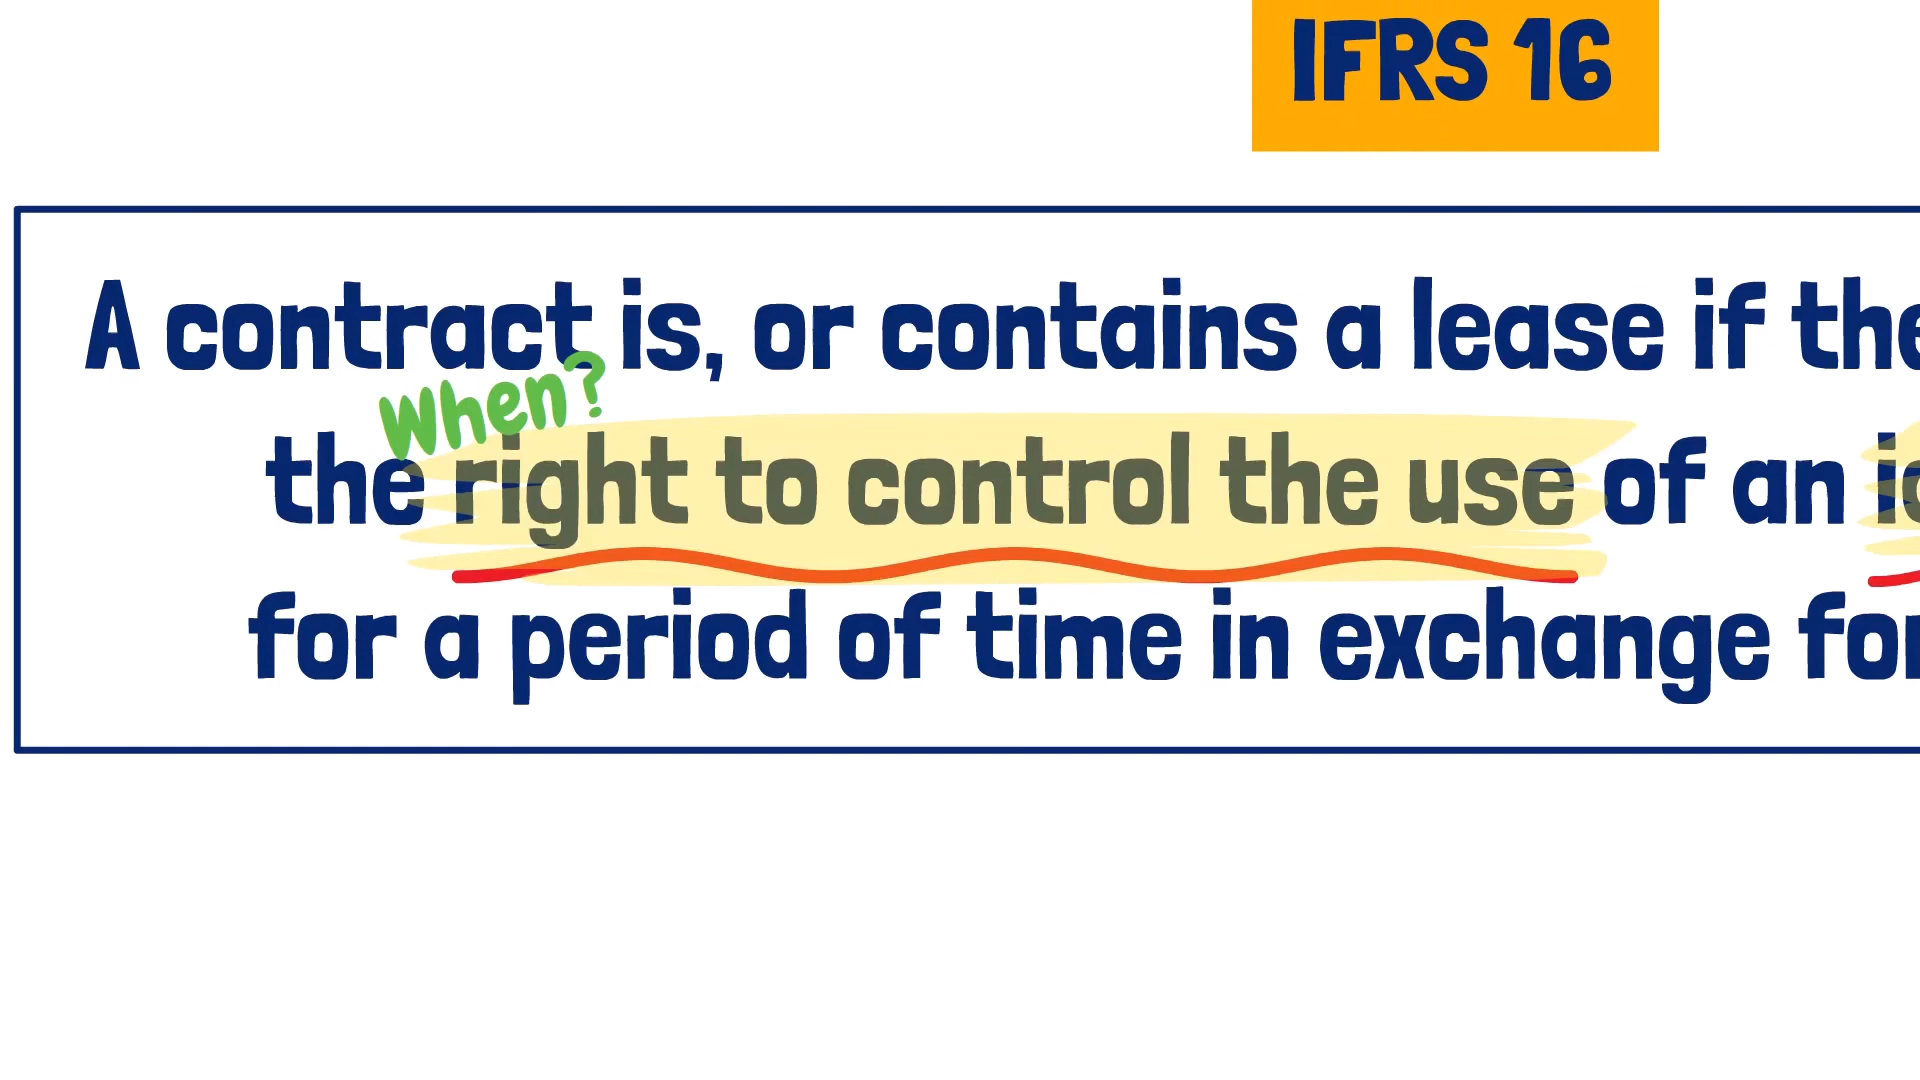 IFRS 16
A contract is, or contains a lease if the
When?
the right to control the use of an
for a period of time in exchange for